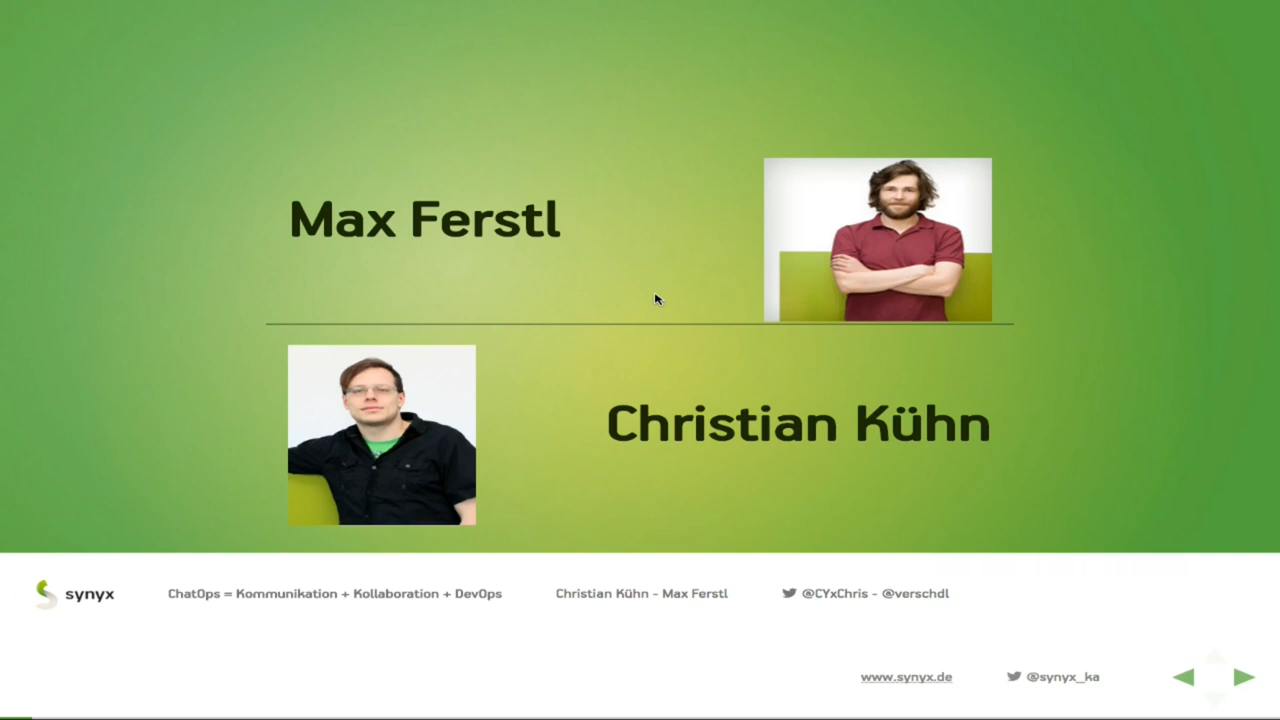 Max Ferstl
Christian Kühn
synyx
ChatOps = Kommunikation + Kollaboration + DevOps
Christian Kühn - Max Ferstl
@CYxChris - @verschdl
www.synyx.de
@synyx_ka